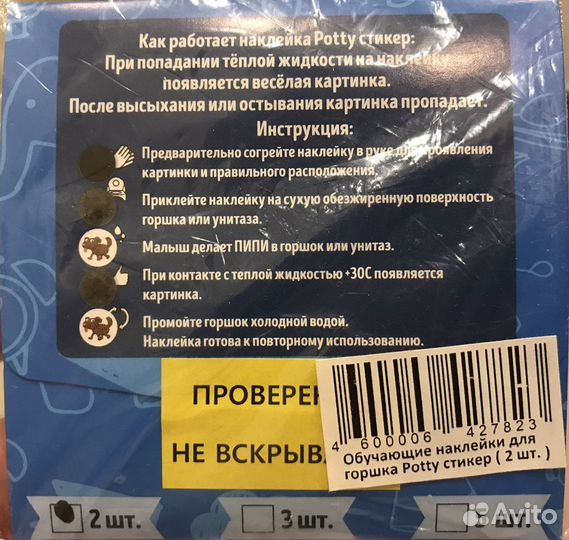 Как работает наклейка Potty стикер:
При попадании тёплой жидкости на наклейку
появляется весёлая картинка.
После высыхания или остывания картинка пропадает.
Инструкция:
Предварительно согрейте наклейку в руке для проявления
картинки и правильного расположения.
Приклейте наклейку на сухую обезжиренную поверхность
горшка или унитаза.
Малыш делает ПИПИ в горшок или унитаз.
При контакте с теплой жидкостью +30С появляется
картинка.
Промойте горшок холодной водой.
Наклейка готова к повторному использованию.
ПРОВЕРЕН
НЕ ВСКРЫВА
4 600006 427823
Обучающие наклейки для
горшка Potty стикер ( 2 шт. )
2 шт.
3 шт.
шт.
Avito